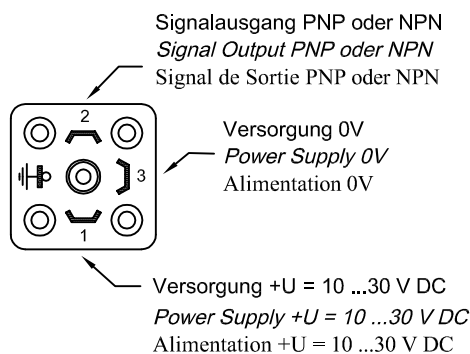 Signalausgang PNP oder NPN
Signal Output PNP oder NPN
Signal de Sortie PNP oder NPN
2
Versorgung 0V
Power Supply 0V
Alimentation 0V
3
1
Versorgung +U = 10 ...30 V DC
Power Supply +U = 10 ...30 V DC
Alimentation +U = 10 ...30 V DC